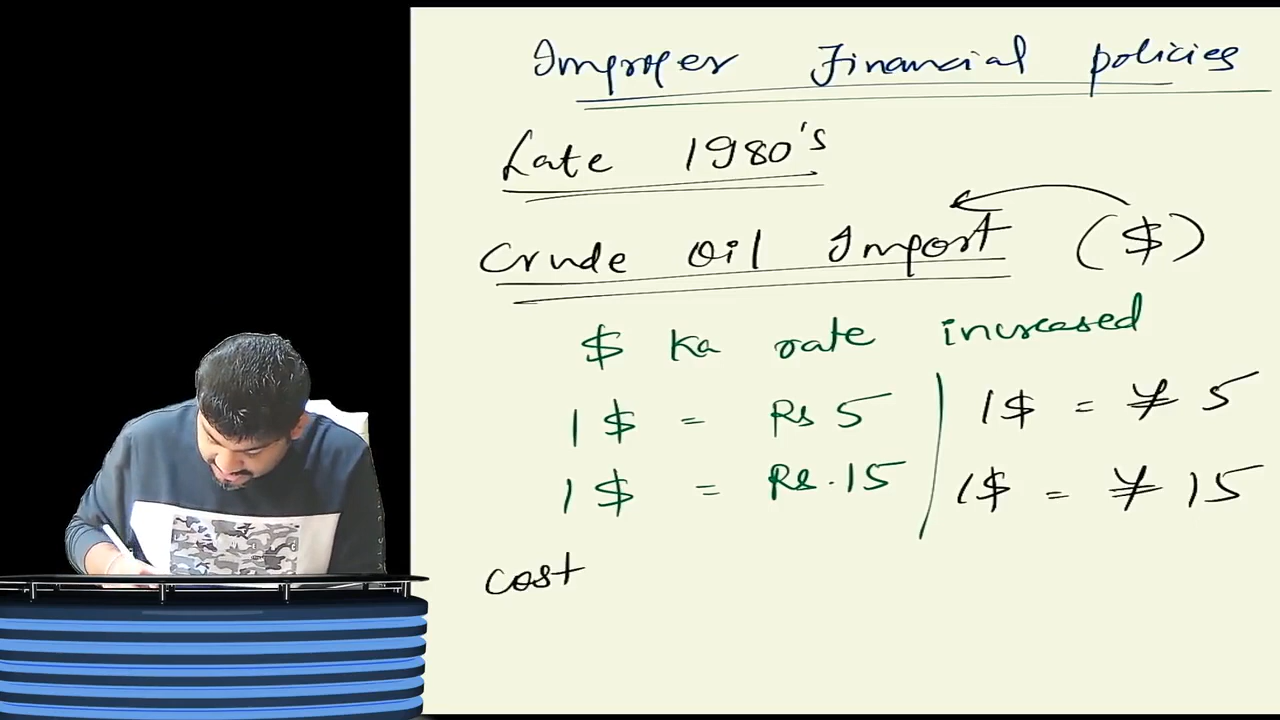 Improper Financial policies
Late 1980's
Crude Oil Import ($)
$ ka rate increased
1$ = Rs 5 | 1$ = ¥ 5
1$ = Rs. 15 | 1$ = ¥ 15
cost